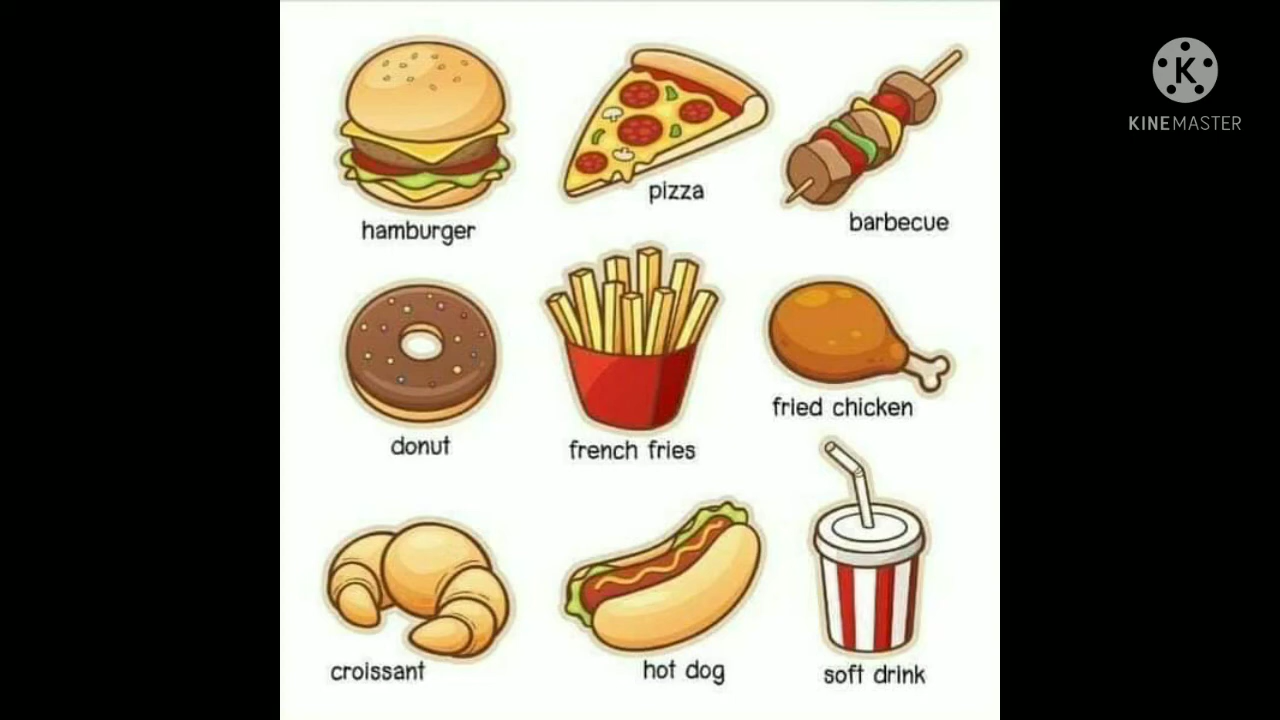 K
KINEMASTER
hamburger
pizza
barbecue
donut
french fries
fried chicken
croissant
hot dog
soft drink